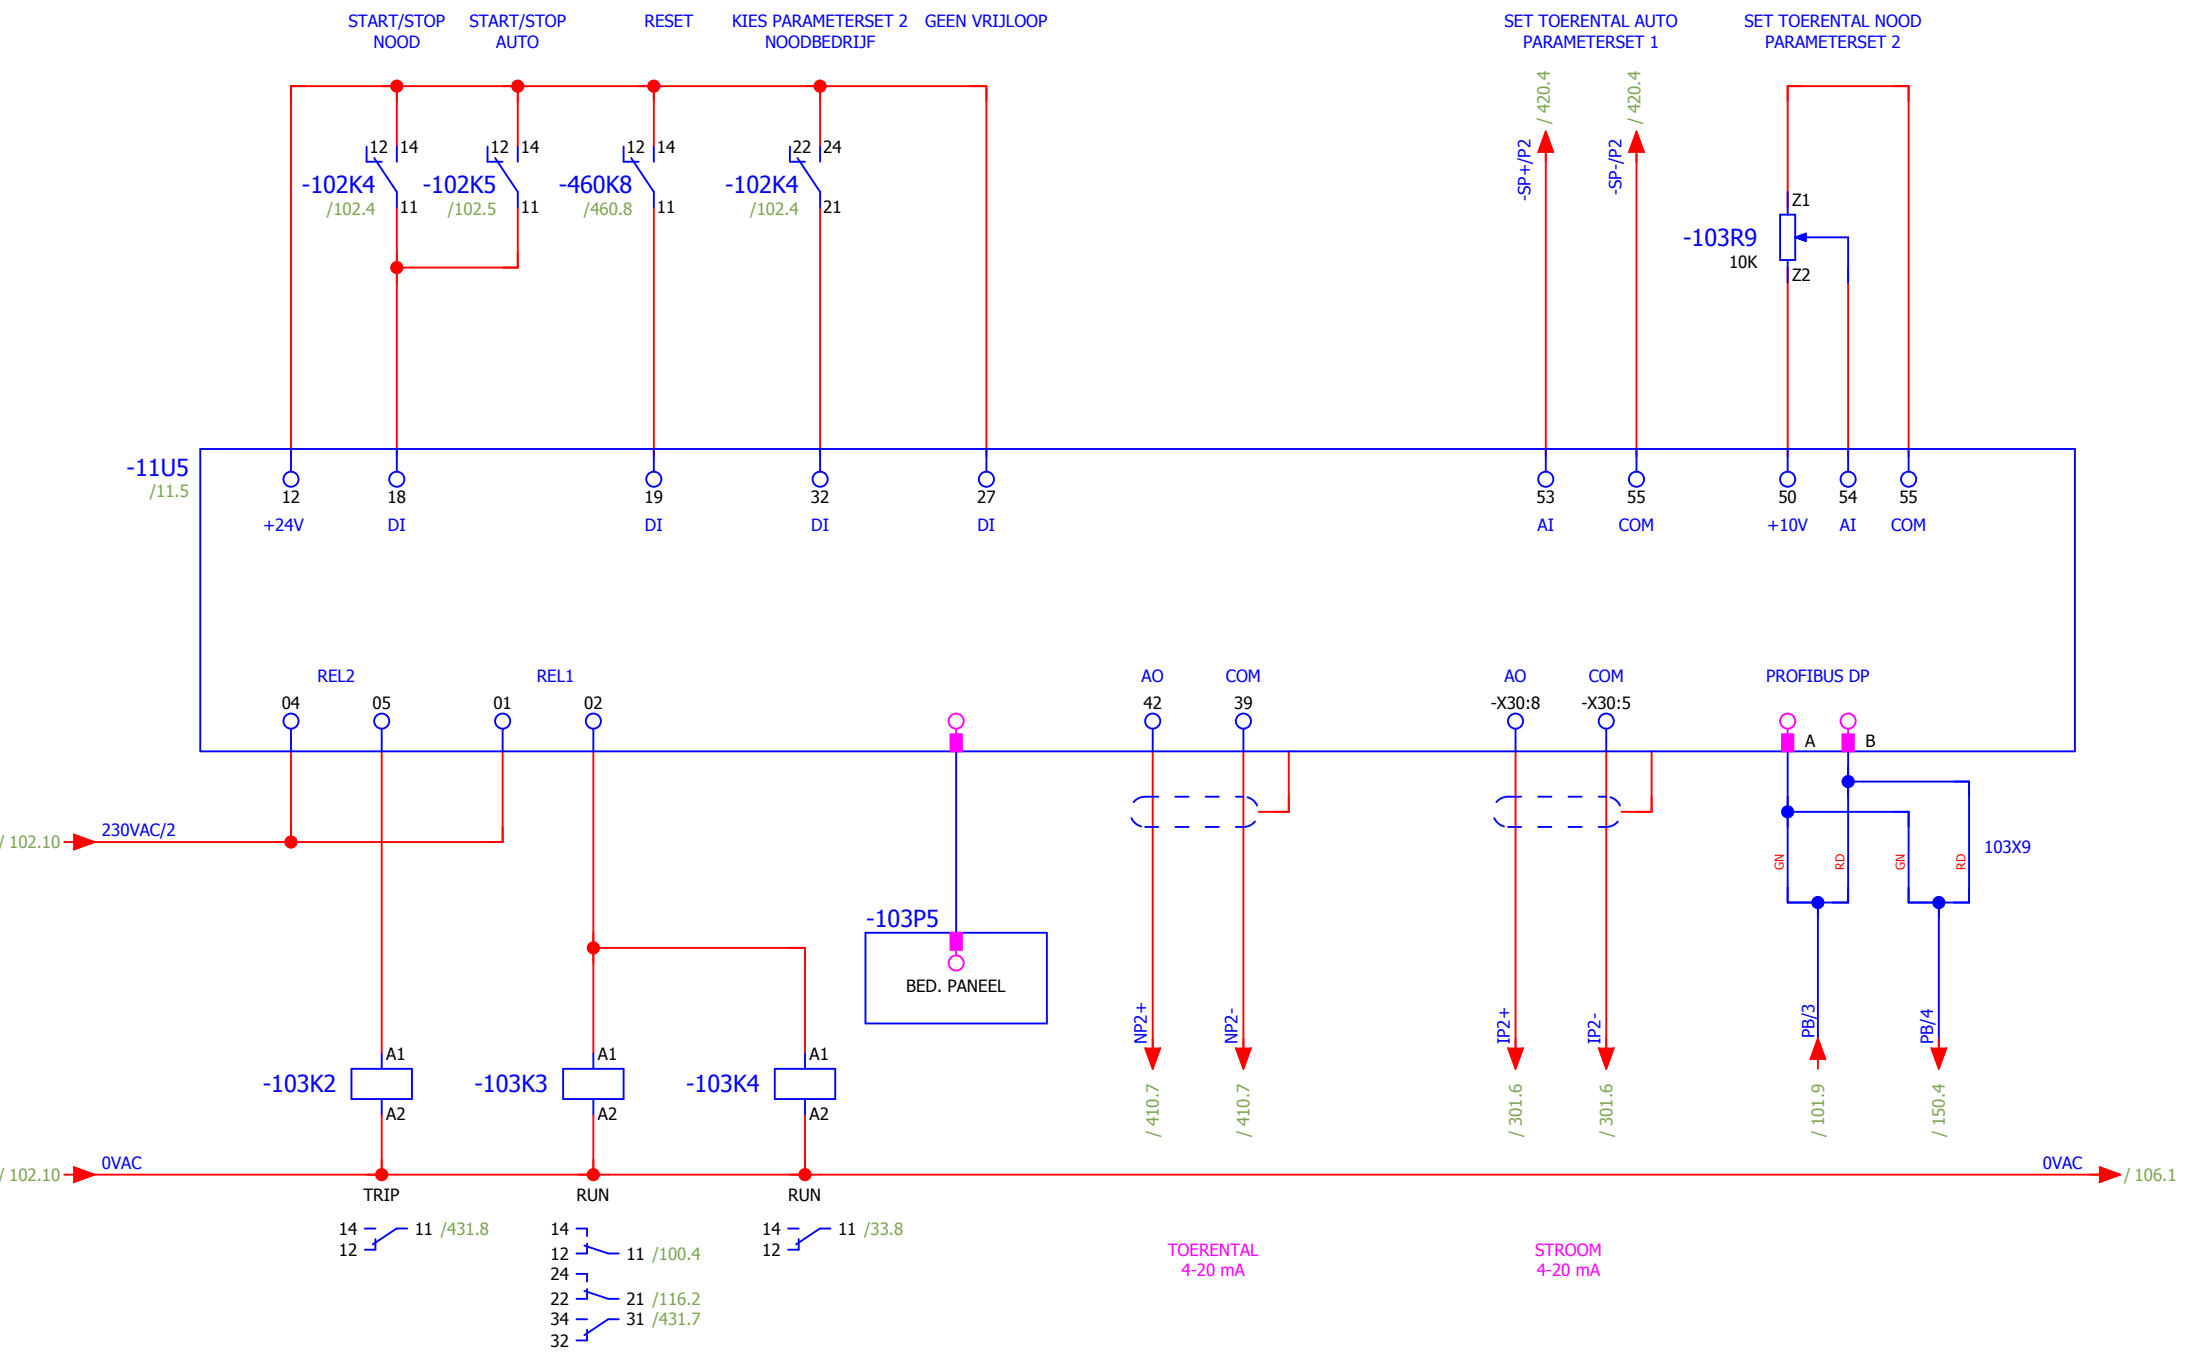 START/STOP
NOOD
START/STOP
AUTO
RESET
KIES PARAMETERSET 2
NOODBEDRIJF
GEEN VRIJLOOP
SET TOERENTAL AUTO
PARAMETERSET 1
SET TOERENTAL NOOD
PARAMETERSET 2
/ 420.4
/ 420.4
-SP+/P2
-SP-/P2
12 14
-102K4
/102.4
11
12 14
-102K5
/102.5
11
12 14
-460K8
/460.8
11
22 24
-102K4
/102.4
21
Z1
-103R9
10K
Z2
-11U5
/11.5
12
+24V
18
DI
19
DI
32
DI
27
DI
53
AI
55
COM
50
+10V
54
AI
55
COM
REL2
REL1
AO
COM
AO
COM
PROFIBUS DP
04
05
01
02
42
39
-X30:8
-X30:5
A
B
/ 102.10
230VAC/2
GN
RD
GN
RD
103X9
-103P5
BED. PANEEL
NP2+
NP2-
IP2+
IP2-
PB/3
PB/4
/ 410.7
/ 410.7
/ 301.6
/ 301.6
/ 101.9
/ 150.4
A1
-103K2
A2
A1
-103K3
A2
A1
-103K4
A2
/ 102.10
0VAC
0VAC
/ 106.1
TRIP
RUN
RUN
14
11 /431.8
12
14
12
11 /100.4
24
22
21 /116.2
34
31 /431.7
32
14
11 /33.8
12
TOERENTAL
4-20 mA
STROOM
4-20 mA